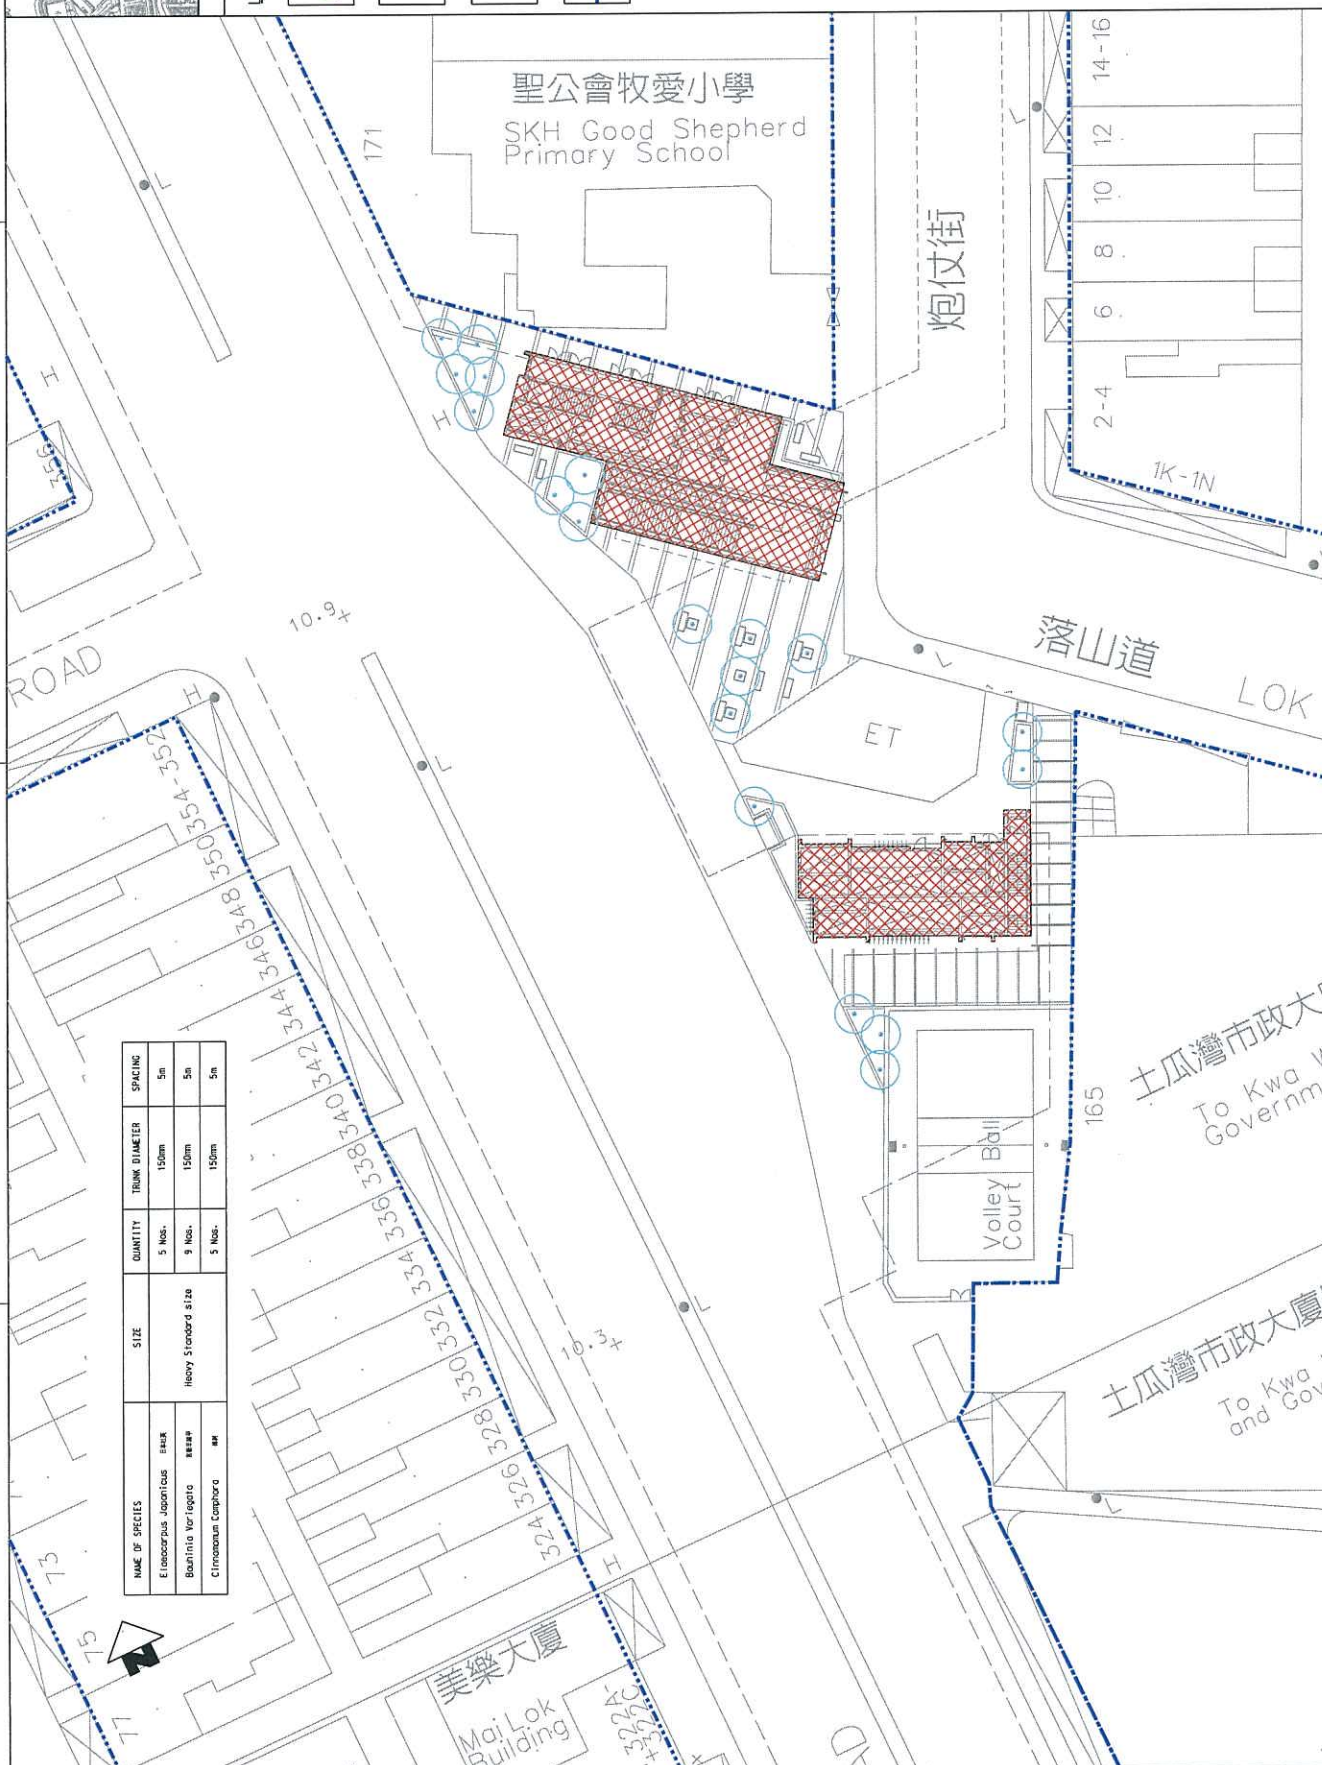 聖公會牧愛小學
SKH Good Shepherd
Primary School
171
炮仗街
14-16
12
10
8
6
2-4
1K-1N
L
L
H
H
356
10.9+
ROAD
H
L
L
落山道
LOK
ET
354-352
350
348
346
344
342
340
338
336
334
332
330
328
326
324
H
322A-
322C
Volley Ball
Court
165
土瓜灣市政大
To Kwa W
Governm
土瓜灣市政大廈
To Kwa
and Gov
L
L
10.3+
NAME OF SPECIES SIZE QUANTITY TRUNK DIAMETER SPACING
Elaeocarpus Japonicus 5 Nos. 150mm 5m
Bauhinia Variegata Heavy Standard size 9 Nos. 150mm 5m
Cinnamomum Camphora 5 Nos. 150mm 5m
73
75
77
N
美樂大廈
Mai Lok
Building
AD